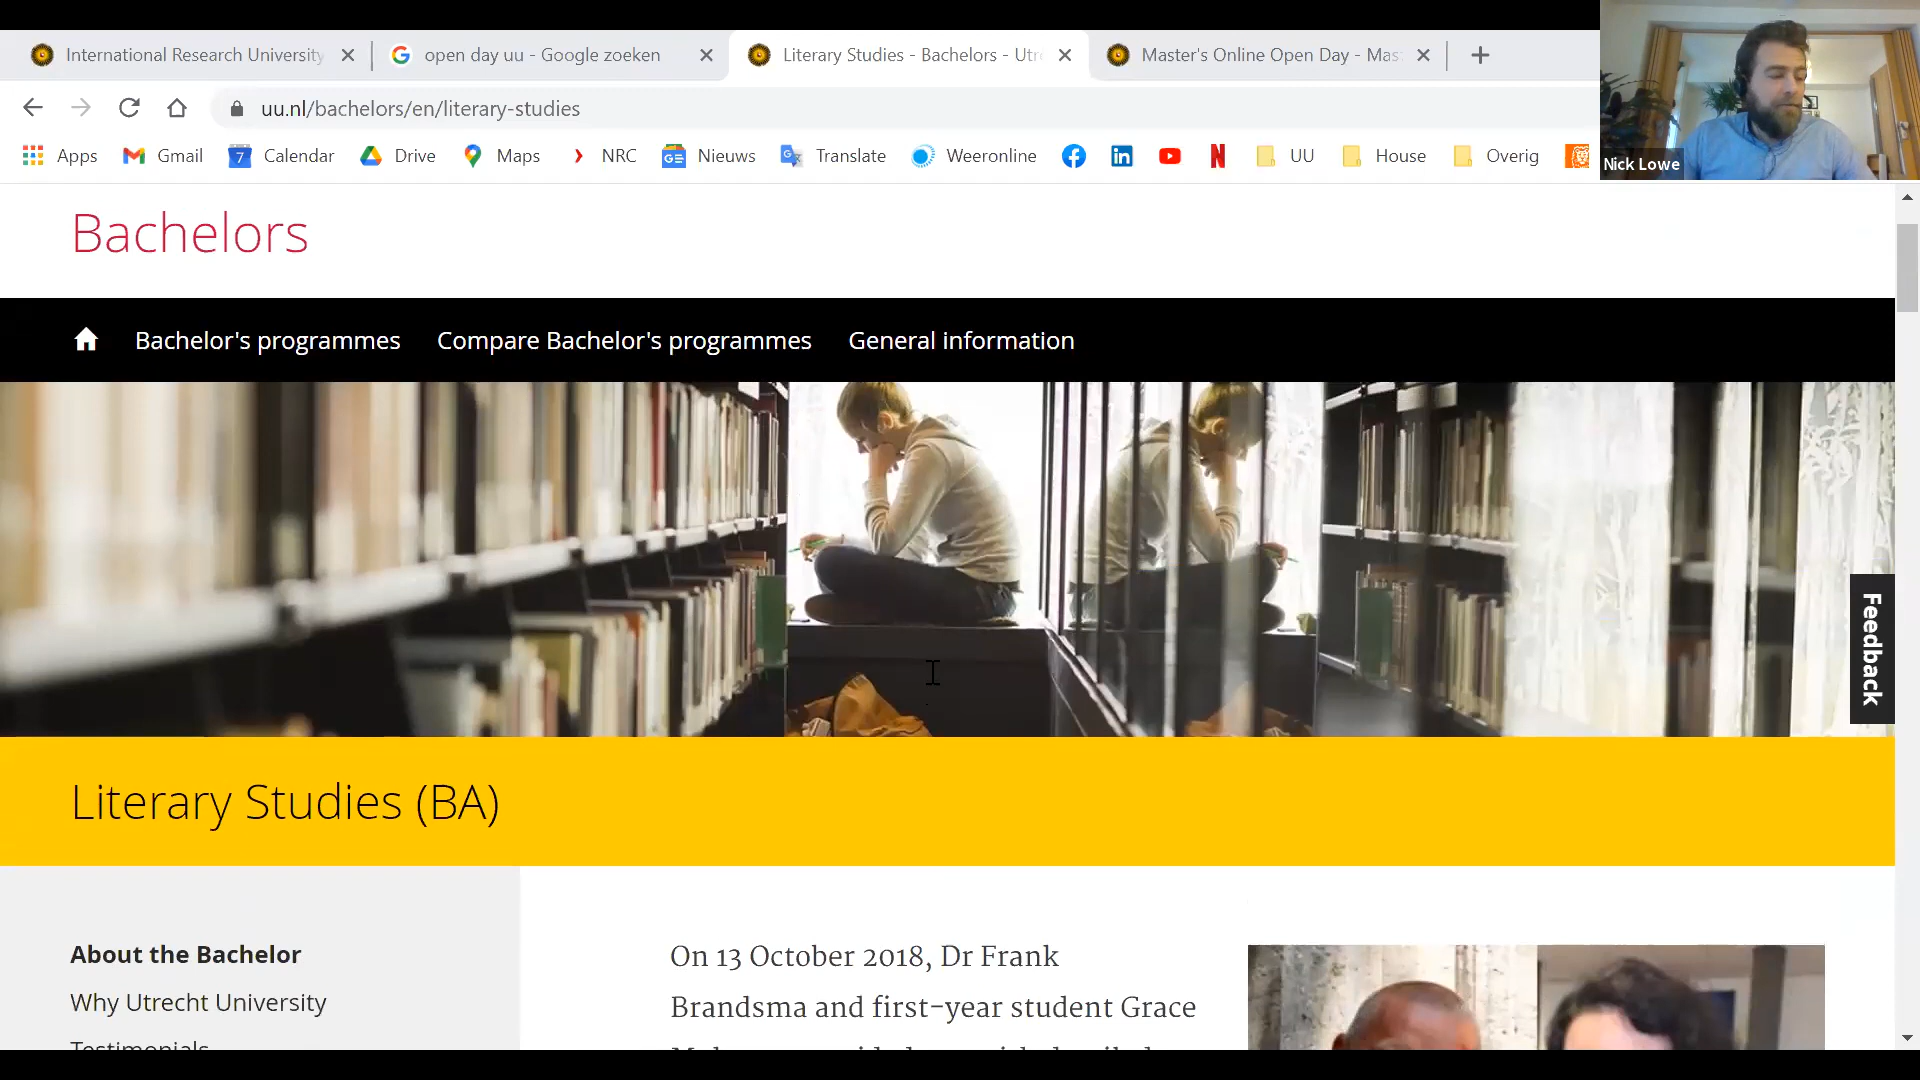 International Research University
open day uu - Google zoeken
Literary Studies - Bachelors - Utr
Master's Online Open Day - Mas
uu.nl/bachelors/en/literary-studies
Apps
Gmail
7
Calendar
Drive
Maps
NRC
Nieuws
Translate
Weeronline
UU
House
Overig
Nick Lowe
Bachelors
Bachelor's programmes
Compare Bachelor's programmes
General information
Feedback
Literary Studies (BA)
About the Bachelor
Why Utrecht University
Testimonials
On 13 October 2018, Dr Frank
Brandsma and first-year student Grace